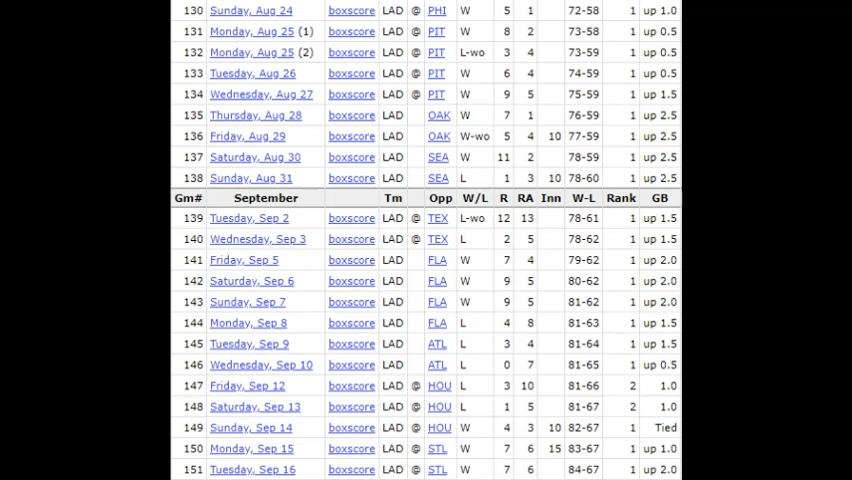 130 Sunday, Aug 24 boxscore LAD @ PHI W 5 1 72-58 1 up 1.0
131 Monday, Aug 25 (1) boxscore LAD @ PIT W 8 2 73-58 1 up 0.5
132 Monday, Aug 25 (2) boxscore LAD @ PIT L-wo 3 4 73-59 1 up 0.5
133 Tuesday, Aug 26 boxscore LAD @ PIT W 6 4 74-59 1 up 0.5
134 Wednesday, Aug 27 boxscore LAD @ PIT W 9 5 75-59 1 up 1.5
135 Thursday, Aug 28 boxscore LAD OAK W 7 1 76-59 1 up 2.5
136 Friday, Aug 29 boxscore LAD OAK W-wo 5 4 10 77-59 1 up 2.5
137 Saturday, Aug 30 boxscore LAD SEA W 11 2 78-59 1 up 2.5
138 Sunday, Aug 31 boxscore LAD SEA L 1 3 10 78-60 1 up 2.5
Gm# September Tm Opp W/L R RA Inn W-L Rank GB
139 Tuesday, Sep 2 boxscore LAD @ TEX L-wo 12 13 78-61 1 up 1.5
140 Wednesday, Sep 3 boxscore LAD @ TEX L 2 5 78-62 1 up 1.5
141 Friday, Sep 5 boxscore LAD FLA W 7 4 79-62 1 up 2.0
142 Saturday, Sep 6 boxscore LAD FLA W 9 5 80-62 1 up 2.0
143 Sunday, Sep 7 boxscore LAD FLA W 9 5 81-62 1 up 2.0
144 Monday, Sep 8 boxscore LAD FLA L 4 8 81-63 1 up 1.5
145 Tuesday, Sep 9 boxscore LAD ATL L 3 4 81-64 1 up 1.5
146 Wednesday, Sep 10 boxscore LAD ATL L 0 7 81-65 1 up 0.5
147 Friday, Sep 12 boxscore LAD @ HOU L 3 10 81-66 2 1.0
148 Saturday, Sep 13 boxscore LAD @ HOU L 1 5 81-67 2 1.0
149 Sunday, Sep 14 boxscore LAD @ HOU W 4 3 10 82-67 1 Tied
150 Monday, Sep 15 boxscore LAD @ STL W 7 6 15 83-67 1 up 1.0
151 Tuesday, Sep 16 boxscore LAD @ STL W 7 6 84-67 1 up 2.0